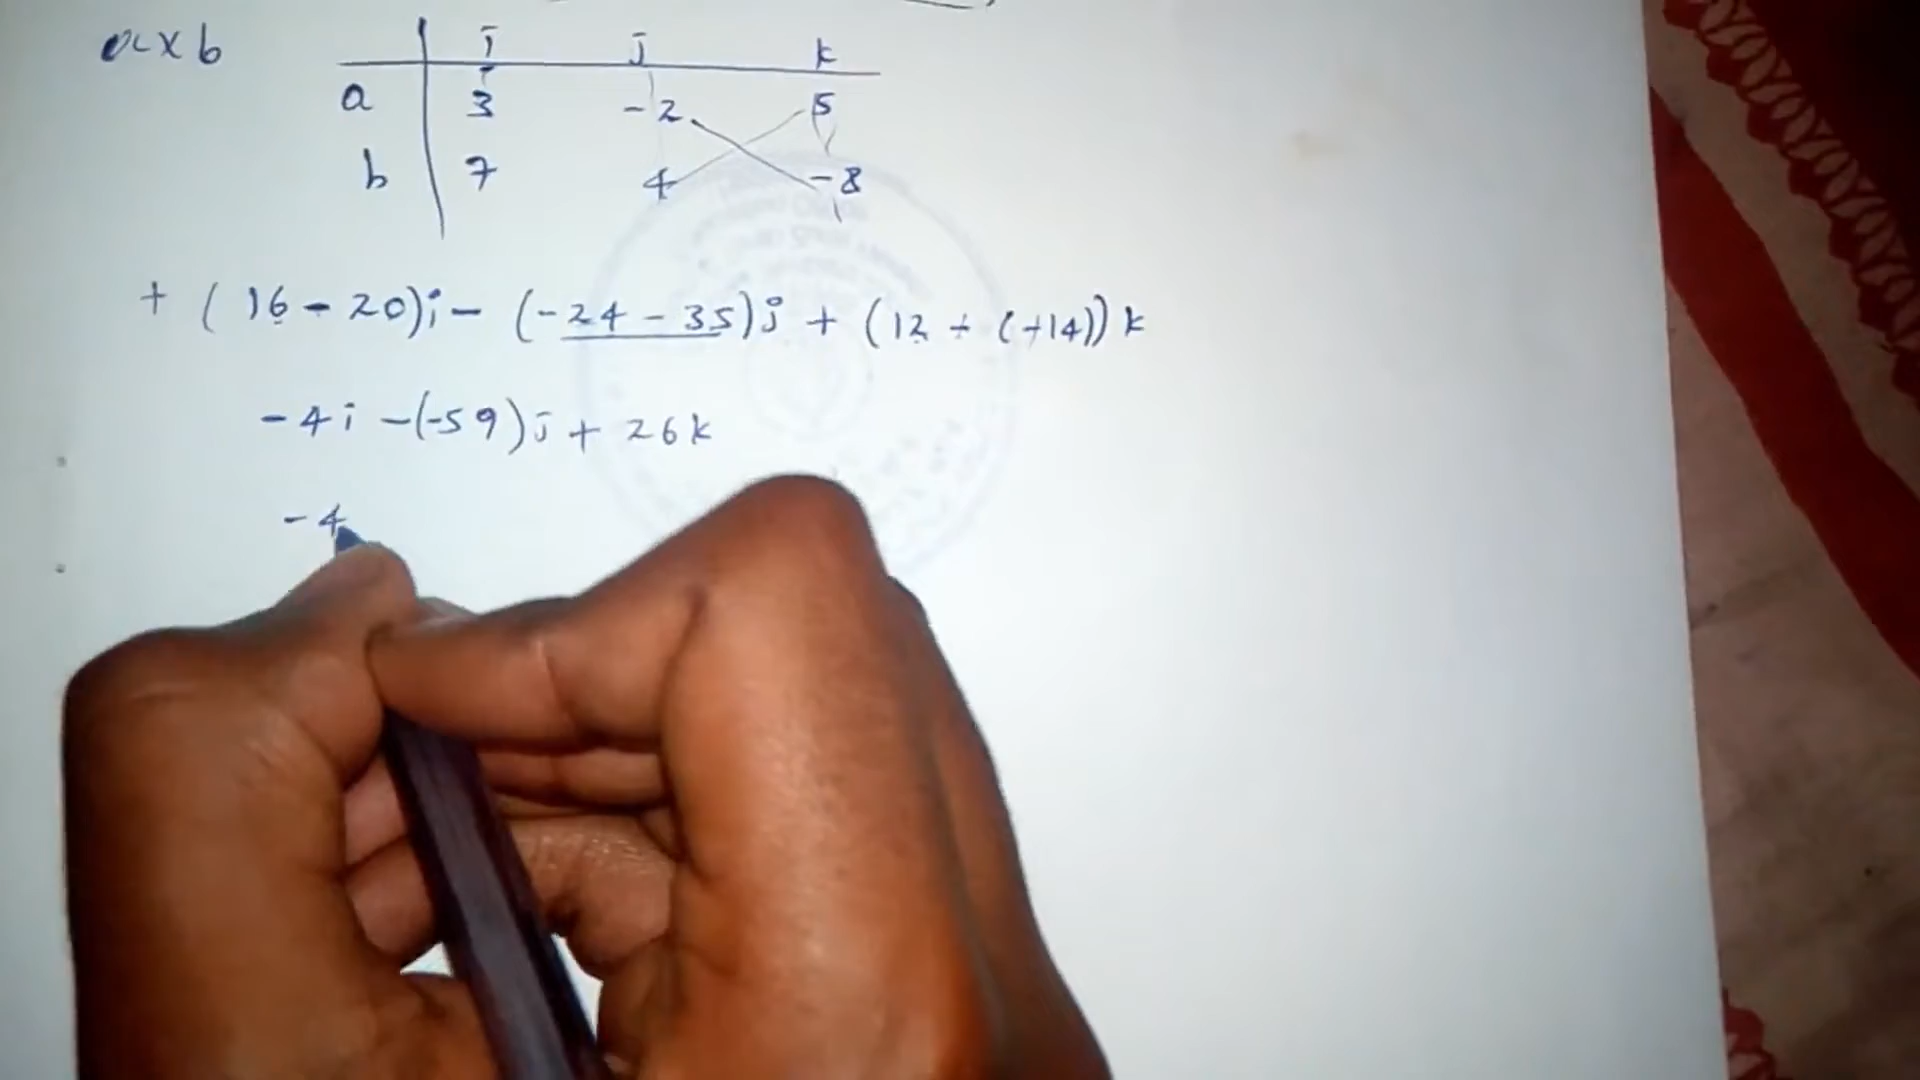 a × b i j k
a 3 -2 5
b 7 4 -8
+ (16 - 20)i - (-24 - 35)j + (12 + (+14))k
-4i -(-59)j + 26k
-4